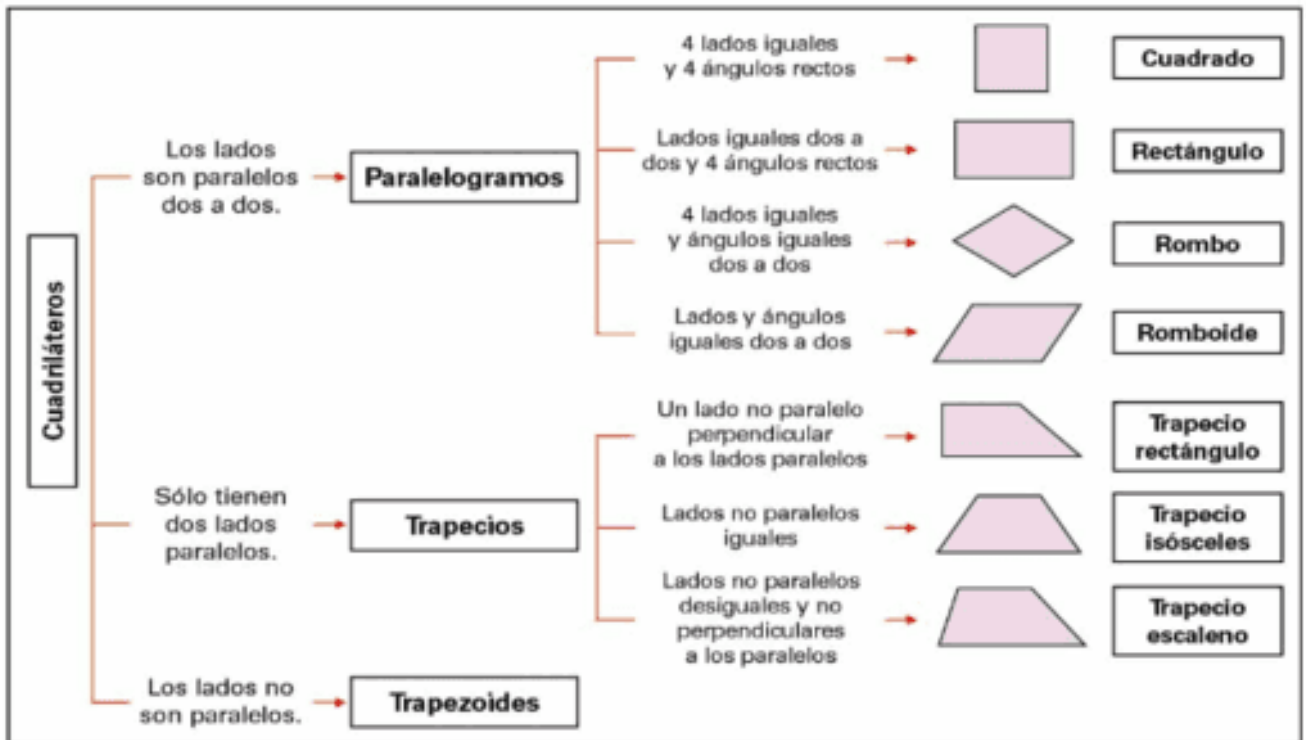 Cuadriláteros
Los lados
son paralelos
dos a dos.
Paralelogramos
4 lados iguales
y 4 ángulos rectos
Cuadrado
Lados iguales dos a
dos y 4 ángulos rectos
Rectángulo
4 lados iguales
y ángulos iguales
dos a dos
Rombo
Lados y ángulos
iguales dos a dos
Romboide
Sólo tienen
dos lados
paralelos.
Trapecios
Un lado no paralelo
perpendicular
a los lados paralelos
Trapecio
rectángulo
Lados no paralelos
iguales
Trapecio
isósceles
Lados no paralelos
desiguales y no
perpendiculares
a los paralelos
Trapecio
escaleno
Los lados no
son paralelos.
Trapezoides